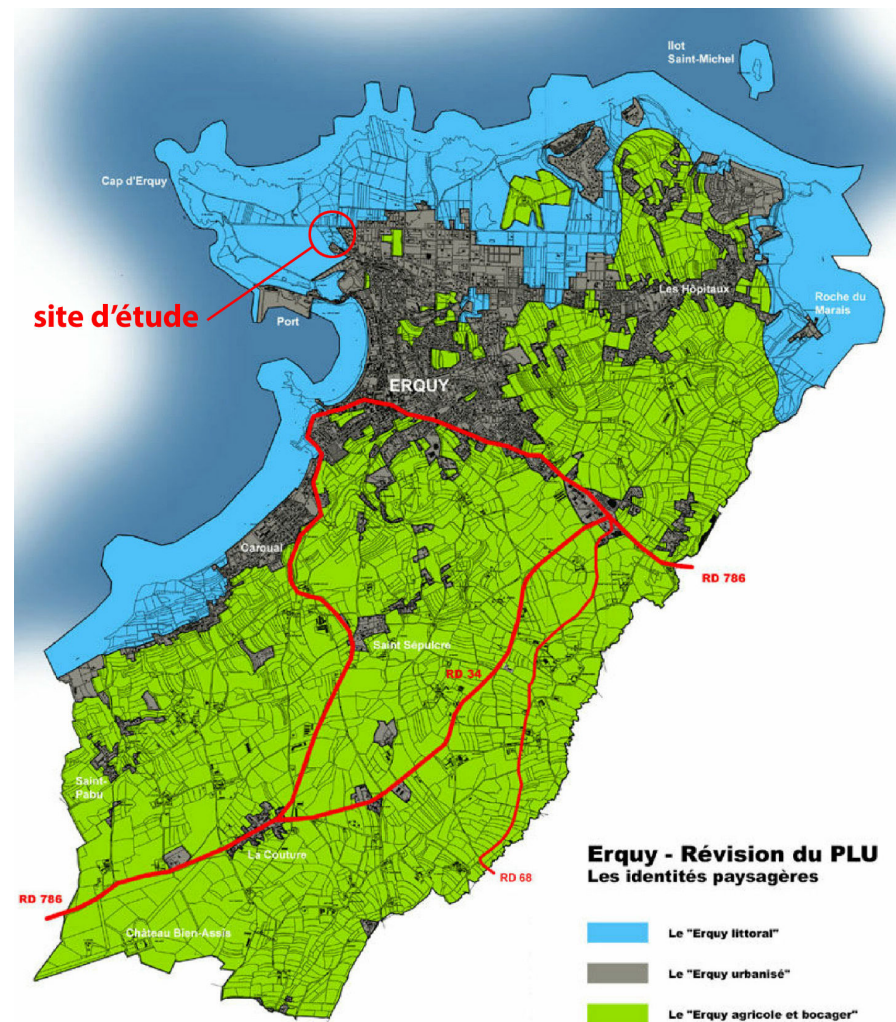 Ilot
Saint-Michel
Cap d'Erquy
site d'étude
Port
Les Hôpitaux
Roche du
Marais
ERQUY
Caroual
RD 786
Saint Sépulcre
RD 34
Saint-
Pabu
La Couture
RD 68
RD 786
Château Bien-Assis
Erquy - Révision du PLU
Les identités paysagères
Le "Erquy littoral"
Le "Erquy urbanisé"
Le "Erquy agricole et bocager"